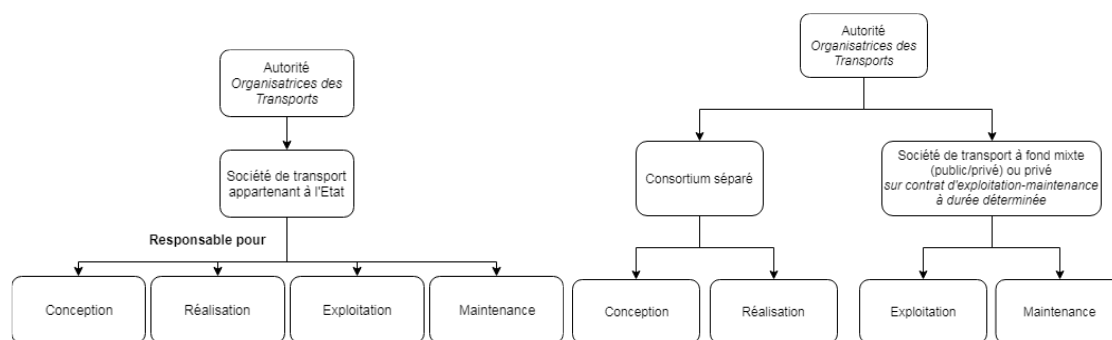 Autorité
Organisatrices des
Transports
Société de transport
appartenant à l'Etat
Responsable pour
Conception
Réalisation
Exploitation
Maintenance
Autorité
Organisatrices des
Transports
Consortium séparé
Société de transport à fond mixte
(public/privé) ou privé
sur contrat d'exploitation-maintenance
à durée déterminée
Conception
Réalisation
Exploitation
Maintenance